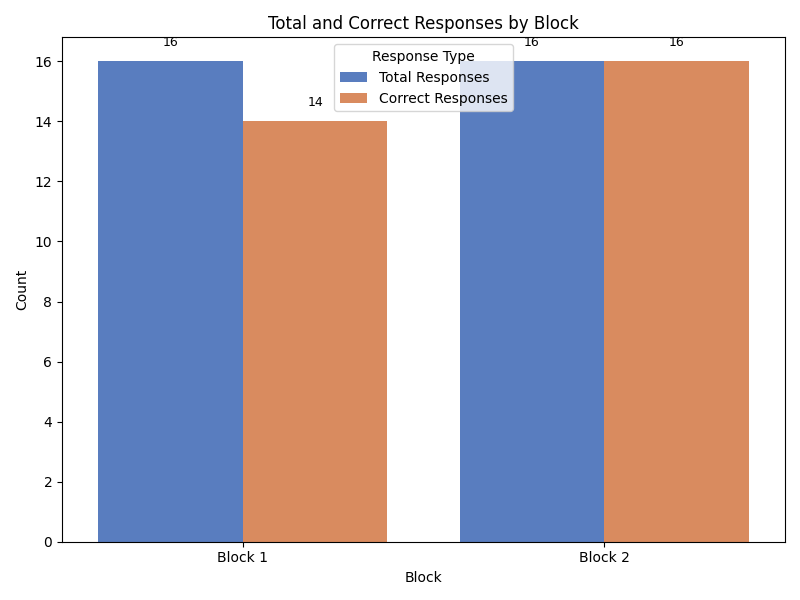 Total and Correct Responses by Block
16
14
16
16
Response Type
Total Responses
Correct Responses
16
14
12
10
8
6
4
2
0
Count
Block 1
Block 2
Block